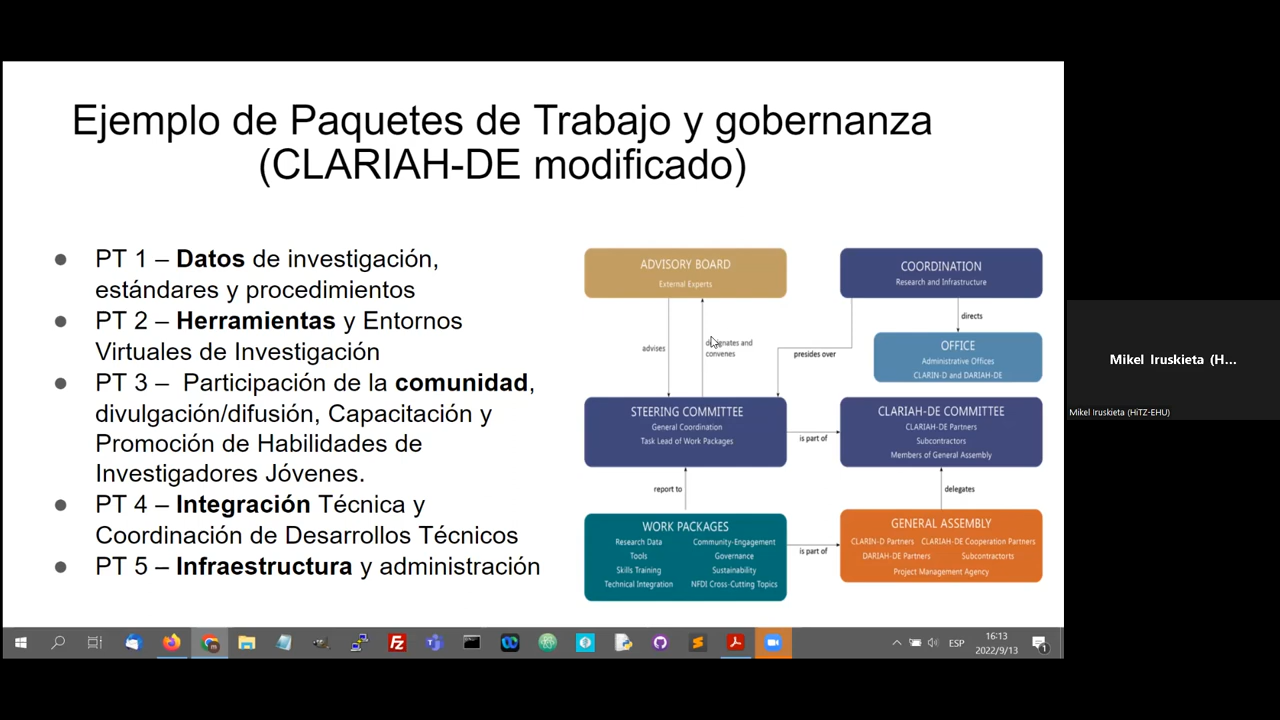 Ejemplo de Paquetes de Trabajo y gobernanza
(CLARIAH-DE modificado)
● PT 1 – Datos de investigación,
estándares y procedimientos
● PT 2 – Herramientas y Entornos
Virtuales de Investigación
● PT 3 – Participación de la comunidad,
divulgación/difusión, Capacitación y
Promoción de Habilidades de
Investigadores Jóvenes.
● PT 4 – Integración Técnica y
Coordinación de Desarrollos Técnicos
● PT 5 – Infraestructura y administración
ADVISORY BOARD
External Experts
COORDINATION
Research and Infrastructure
directs
advises
designates and
convenes
presides over
OFFICE
Administrative Offices
CLARIN-D and DARIAH-DE
STEERING COMMITTEE
General Coordination
Task Lead of Work Packages
is part of
CLARIAH-DE COMMITTEE
CLARIAH-DE Partners
Subcontractors
Members of General Assembly
report to
delegates
WORK PACKAGES
Research Data Community-Engagement
Tools Governance
Skills Training Sustainability
Technical Integration NFDI Cross-Cutting Topics
is part of
GENERAL ASSEMBLY
CLARIN-D Partners CLARIAH-DE Cooperation Partners
DARIAH-DE Partners Subcontractorts
Project Management Agency
Mikel Iruskieta (H...
Mikel Iruskieta (HiTZ-EHU)
ESP
16:13
2022/9/13
1